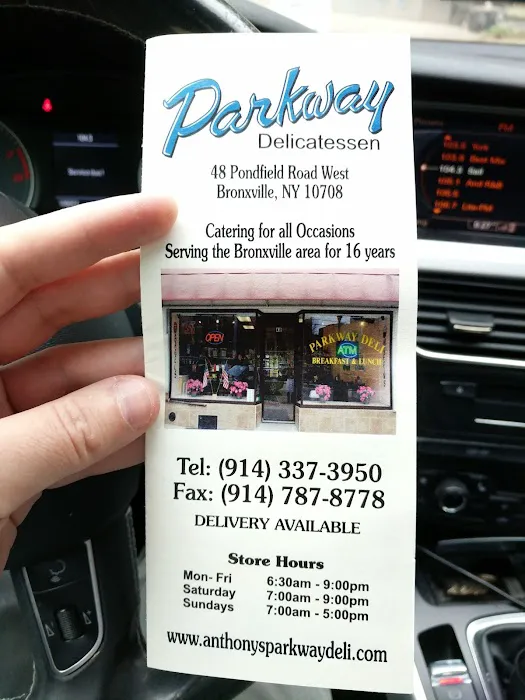 Parkway
Delicatessen
48 Pondfield Road West
Bronxville, NY 10708
Catering for all Occasions
Serving the Bronxville area for 16 years
OPEN
PARKWAY DELI
ATM
BREAKFAST & LUNCH
Tel: (914) 337-3950
Fax: (914) 787-8778
DELIVERY AVAILABLE
Store Hours
Mon- Fri 6:30am - 9:00pm
Saturday 7:00am - 9:00pm
Sundays 7:00am - 5:00pm
www.anthonysparkwaydeli.com
FM